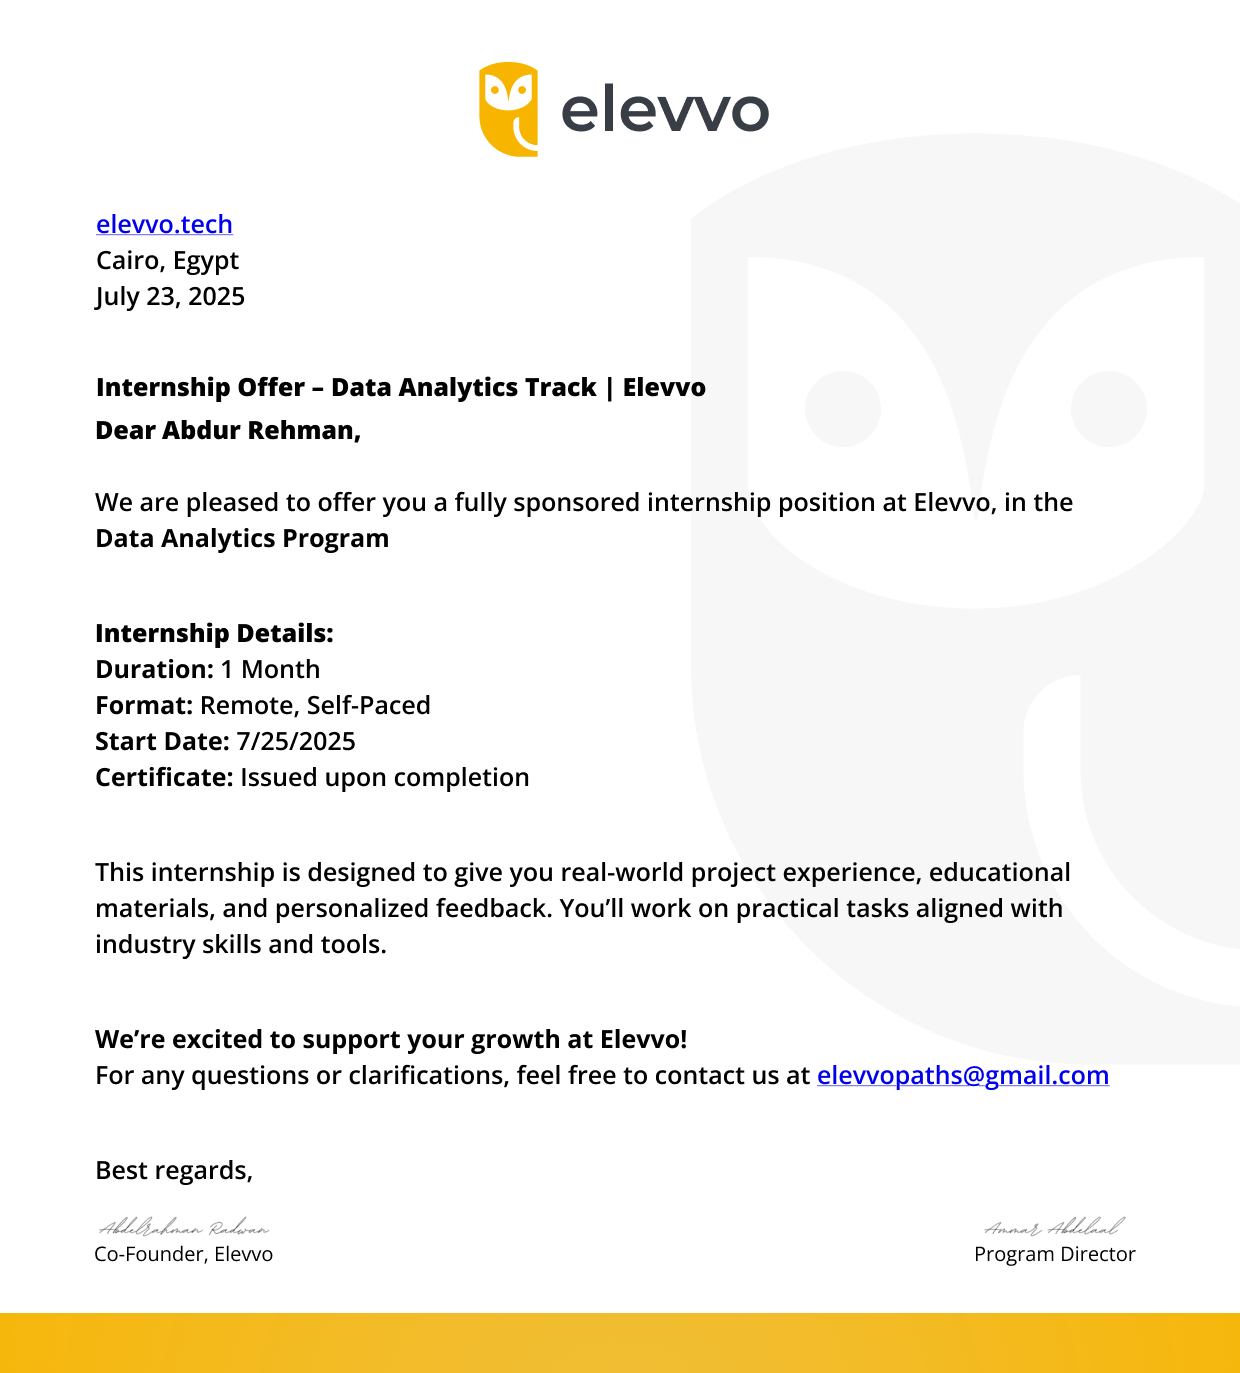 elevvo
elevvo.tech
Cairo, Egypt
July 23, 2025
Internship Offer – Data Analytics Track | Elevvo
Dear Abdur Rehman,
We are pleased to offer you a fully sponsored internship position at Elevvo, in the
Data Analytics Program
Internship Details:
Duration: 1 Month
Format: Remote, Self-Paced
Start Date: 7/25/2025
Certificate: Issued upon completion
This internship is designed to give you real-world project experience, educational
materials, and personalized feedback. You’ll work on practical tasks aligned with
industry skills and tools.
We’re excited to support your growth at Elevvo!
For any questions or clarifications, feel free to contact us at elevvopaths@gmail.com
Best regards,
Abdelrahman Radwan
Ammar Abdelaal
Co-Founder, Elevvo
Program Director